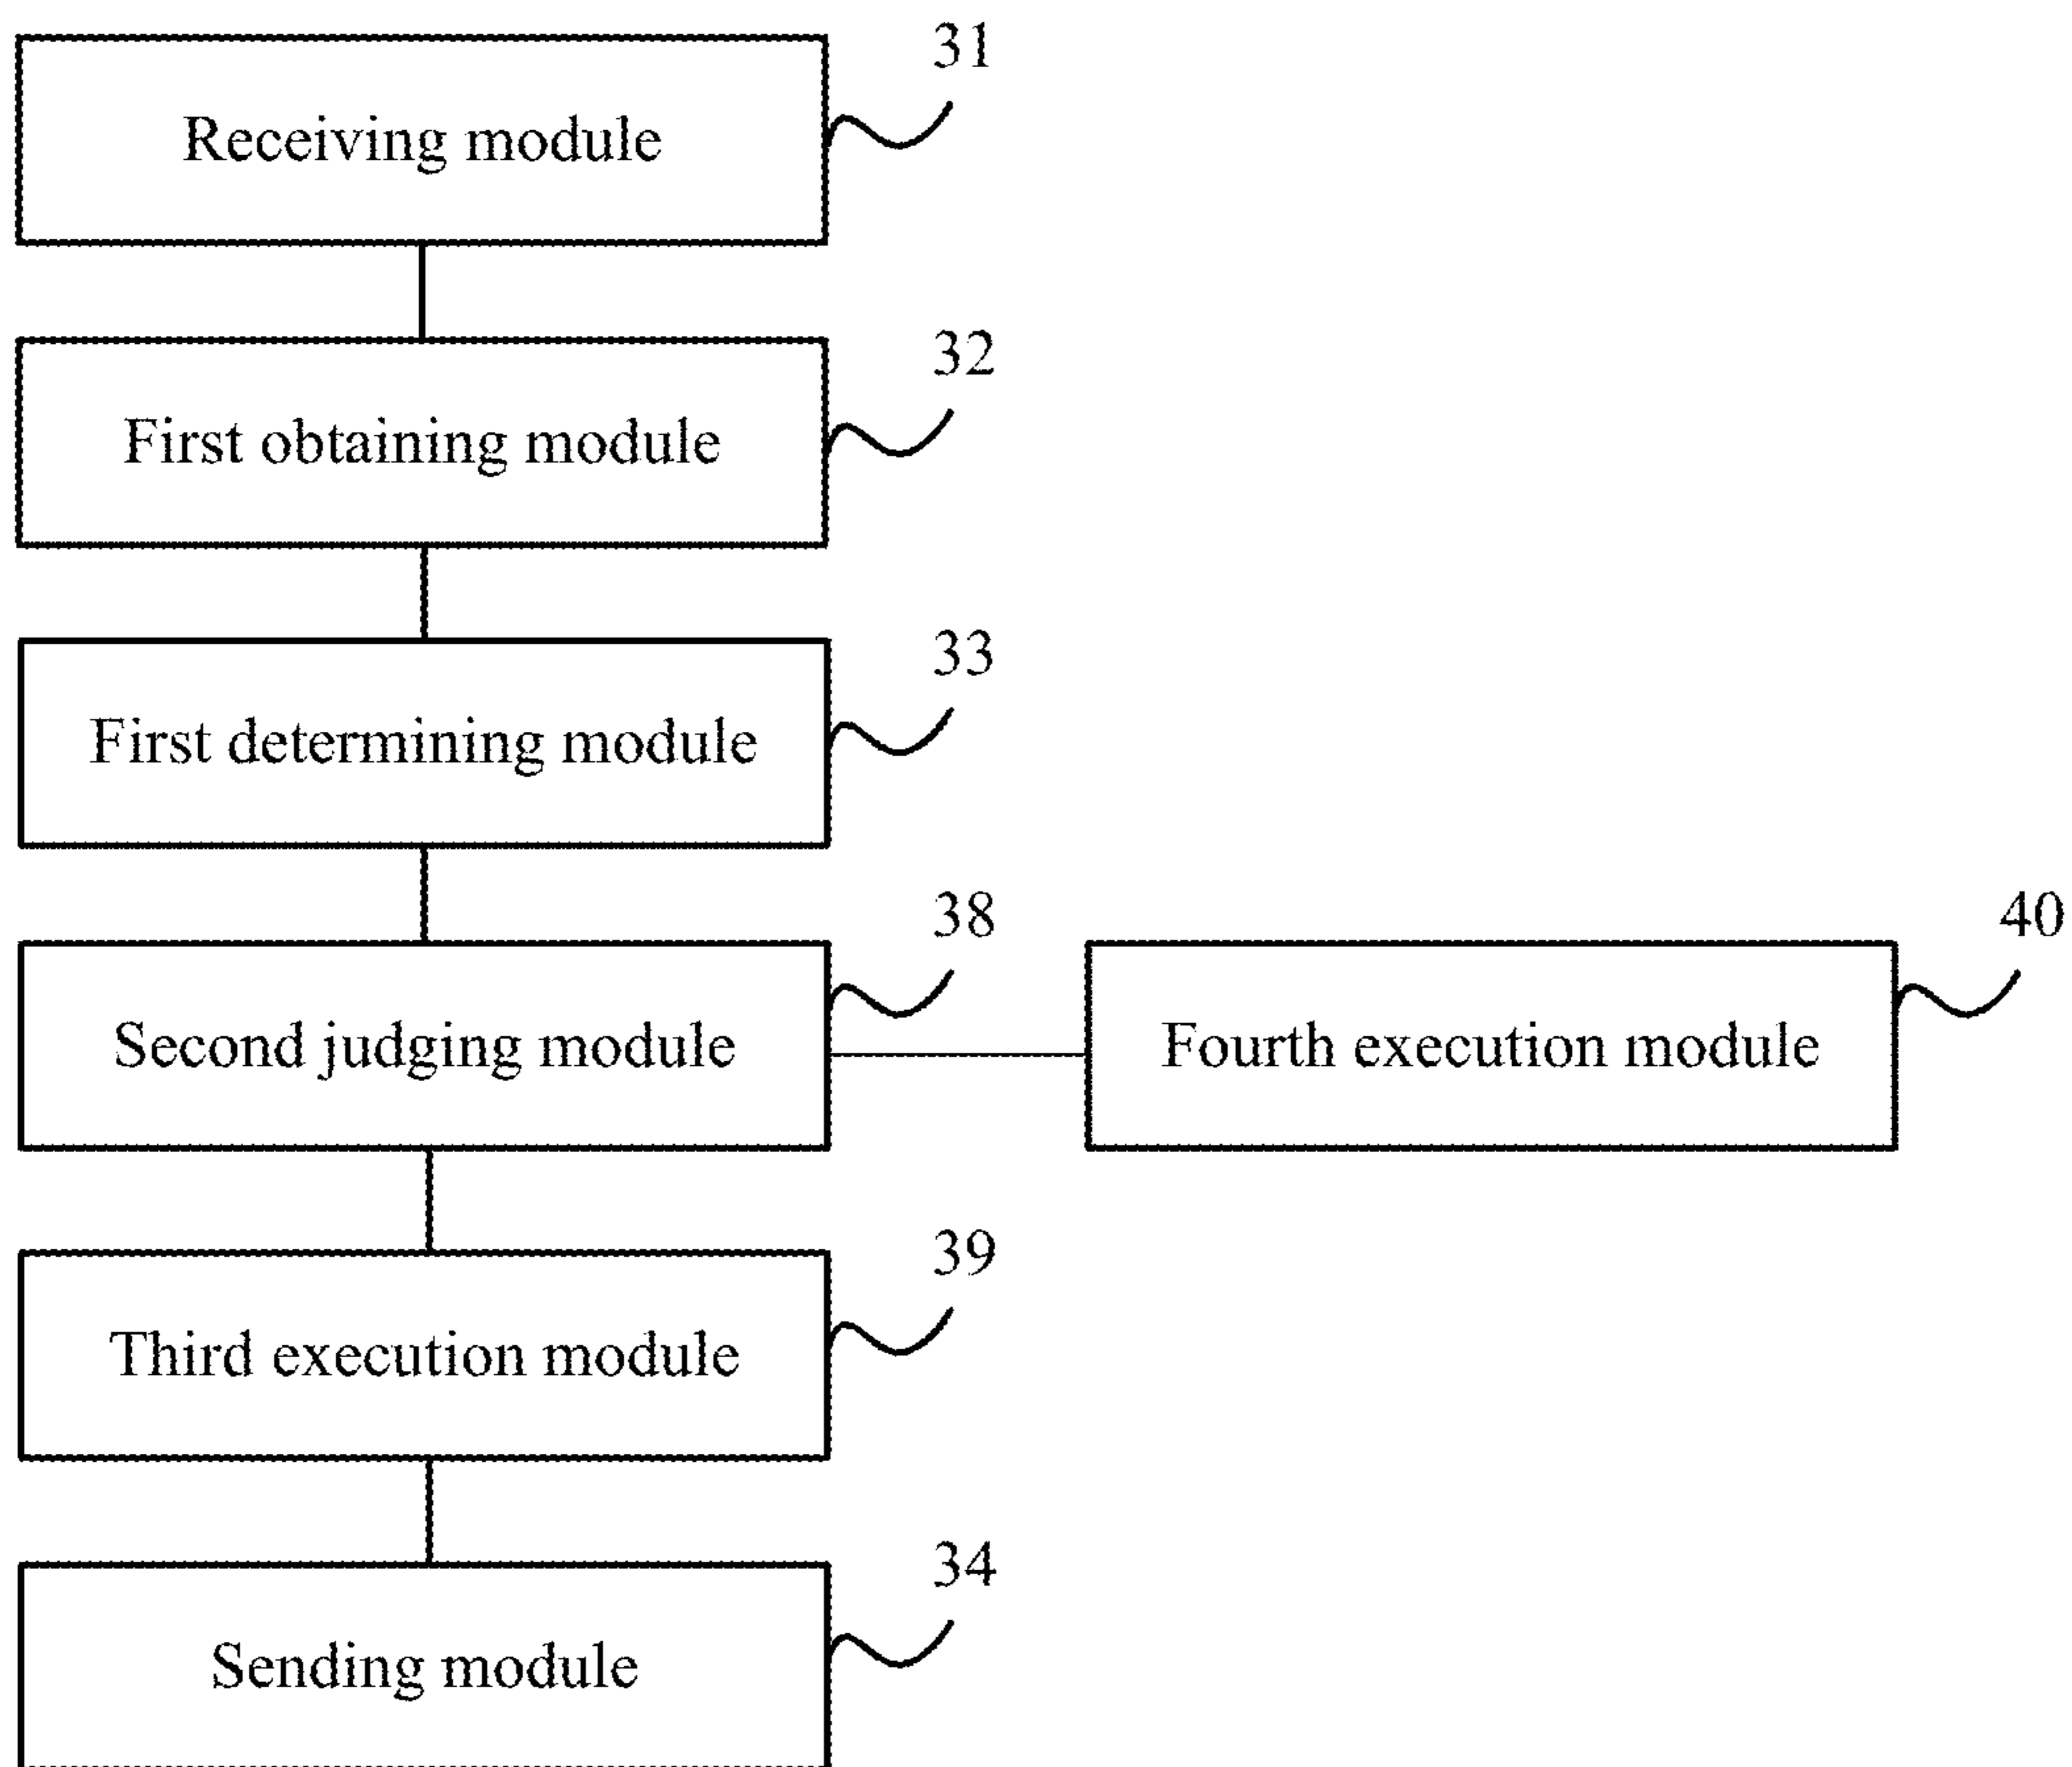 31
Receiving module
32
First obtaining module
33
First determining module
38
Second judging module
40
Fourth execution module
39
Third execution module
34
Sending module